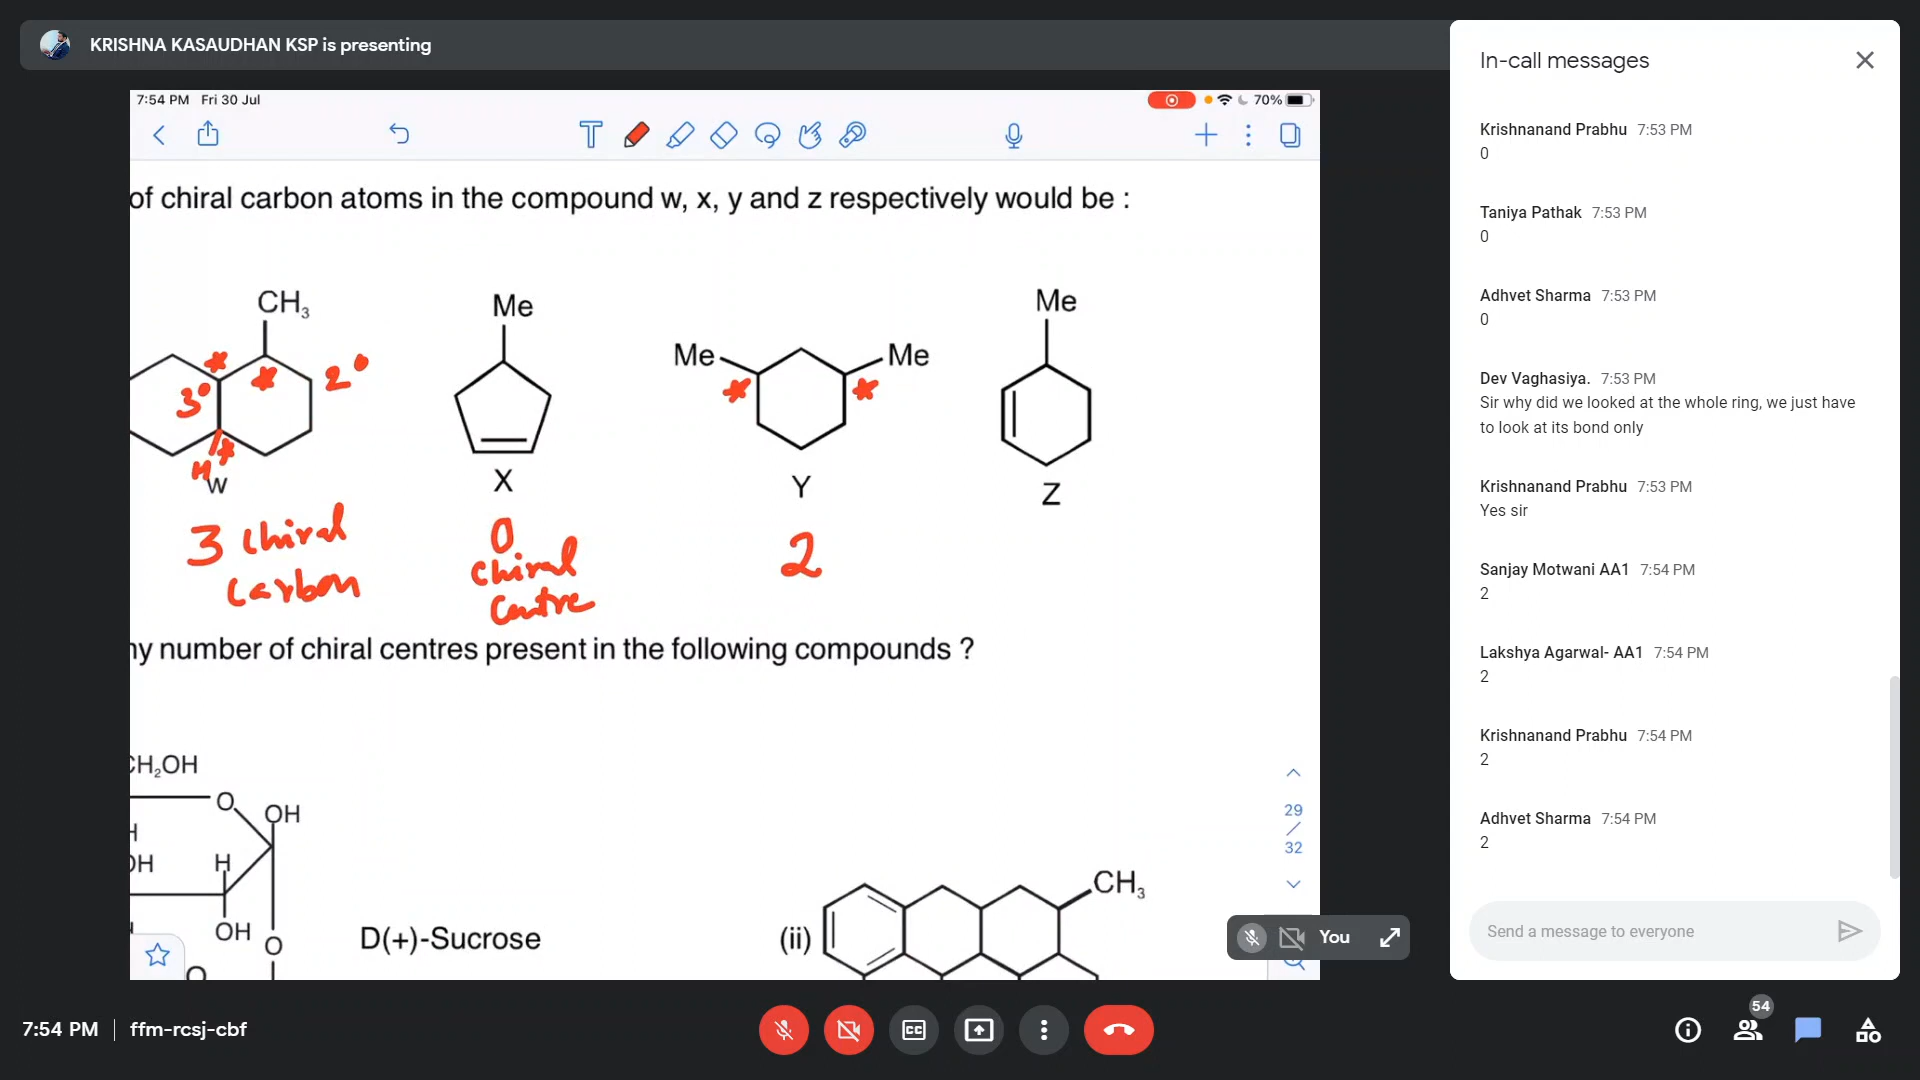 KRISHNA KASAUDHAN KSP is presenting
7:54 PM Fri 30 Jul
70%
of chiral carbon atoms in the compound w, x, y and z respectively would be :
CH3
Me
Me
Me
Me
3° 2°
H
W
X
Y
Z
3 chiral
carbon
0
chiral
centre
2
number of chiral centres present in the following compounds ?
CH2OH
O
OH
H
OH
H
OH
O
O
D(+)-Sucrose
(ii)
CH3
29
/
32
You
In-call messages
Krishnanand Prabhu 7:53 PM
0
Taniya Pathak 7:53 PM
0
Adhvet Sharma 7:53 PM
0
Dev Vaghasiya. 7:53 PM
Sir why did we looked at the whole ring, we just have
to look at its bond only
Krishnanand Prabhu 7:53 PM
Yes sir
Sanjay Motwani AA1 7:54 PM
2
Lakshya Agarwal- AA1 7:54 PM
2
Krishnanand Prabhu 7:54 PM
2
Adhvet Sharma 7:54 PM
2
Send a message to everyone
7:54 PM | ffm-rcsj-cbf
CC
54